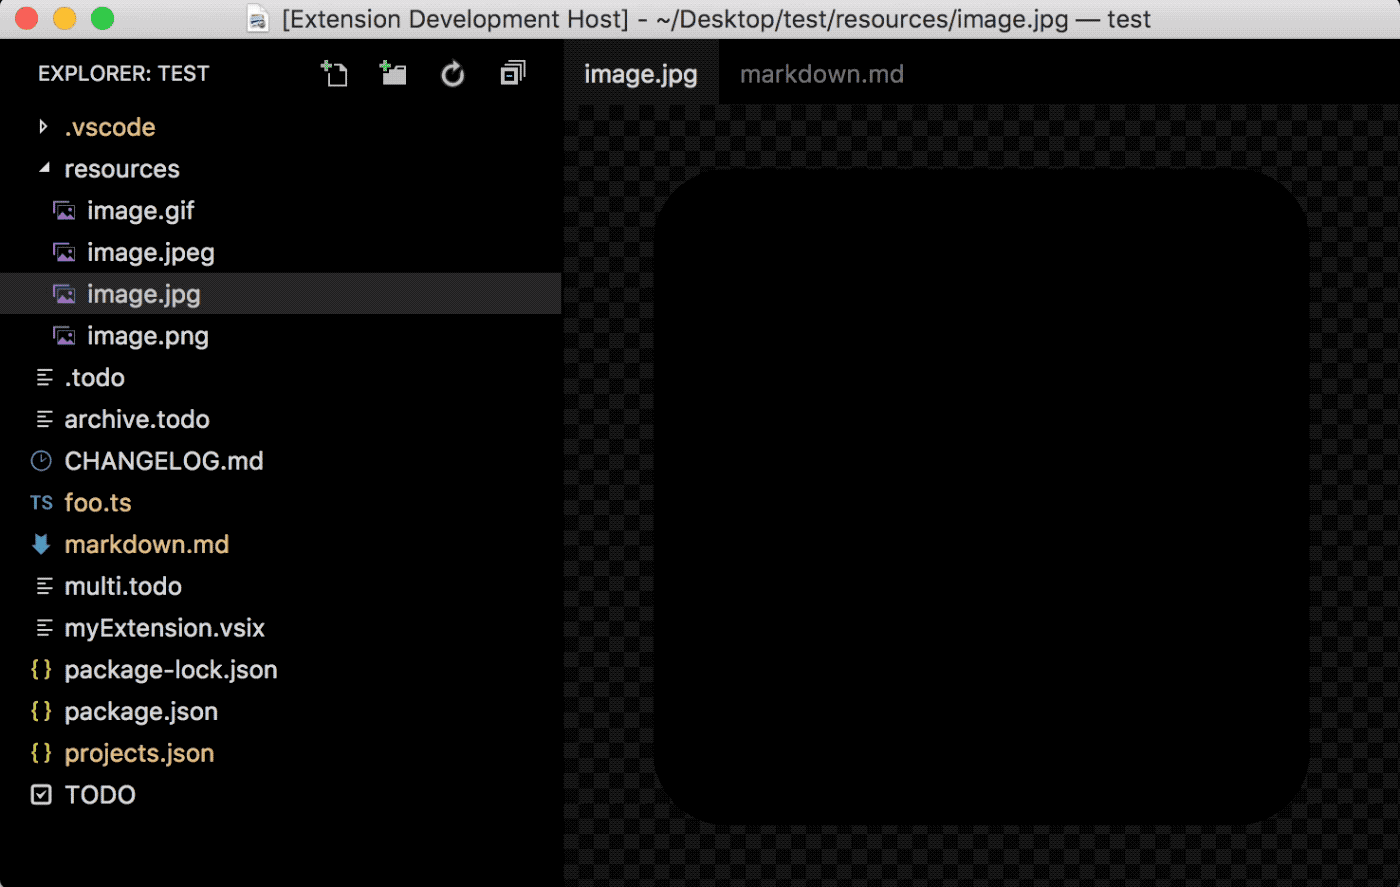 [Extension Development Host] - ~/Desktop/test/resources/image.jpg — test
EXPLORER: TEST
image.jpg
markdown.md
.vscode
resources
image.gif
image.jpeg
image.jpg
image.png
.todo
archive.todo
CHANGELOG.md
TS foo.ts
markdown.md
multi.todo
myExtension.vsix
{} package-lock.json
{} package.json
{} projects.json
TODO